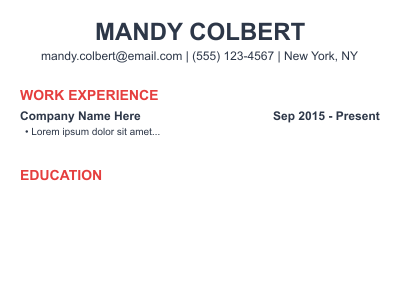 MANDY COLBERT
mandy.colbert@email.com | (555) 123-4567 | New York, NY
WORK EXPERIENCE
Company Name Here Sep 2015 - Present
• Lorem ipsum dolor sit amet...
EDUCATION